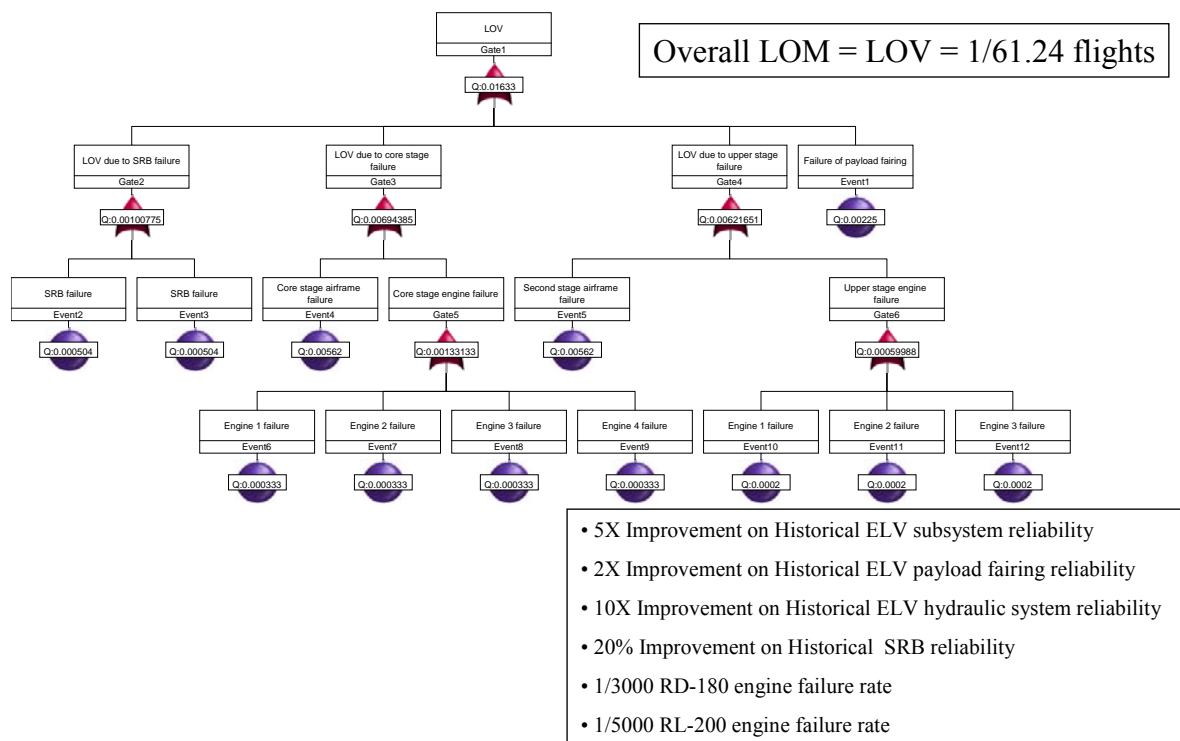 LOV
Gate1
Q:0.01633
Overall LOM = LOV = 1/61.24 flights
LOV due to SRB failure
Gate2
Q:0.00100775
LOV due to core stage
failure
Gate3
Q:0.00694385
LOV due to upper stage
failure
Gate4
Q:0.00621651
Failure of payload fairing
Event1
Q:0.00225
SRB failure
Event2
Q:0.000504
SRB failure
Event3
Q:0.000504
Core stage airframe
failure
Event4
Q:0.00562
Core stage engine failure
Gate5
Q:0.00133133
Second stage airframe
failure
Event5
Q:0.00562
Upper stage engine
failure
Gate6
Q:0.00059988
Engine 1 failure
Event6
Q:0.000333
Engine 2 failure
Event7
Q:0.000333
Engine 3 failure
Event8
Q:0.000333
Engine 4 failure
Event9
Q:0.000333
Engine 1 failure
Event10
Q:0.0002
Engine 2 failure
Event11
Q:0.0002
Engine 3 failure
Event12
Q:0.0002
• 5X Improvement on Historical ELV subsystem reliability
• 2X Improvement on Historical ELV payload fairing reliability
• 10X Improvement on Historical ELV hydraulic system reliability
• 20% Improvement on Historical SRB reliability
• 1/3000 RD-180 engine failure rate
• 1/5000 RL-200 engine failure rate